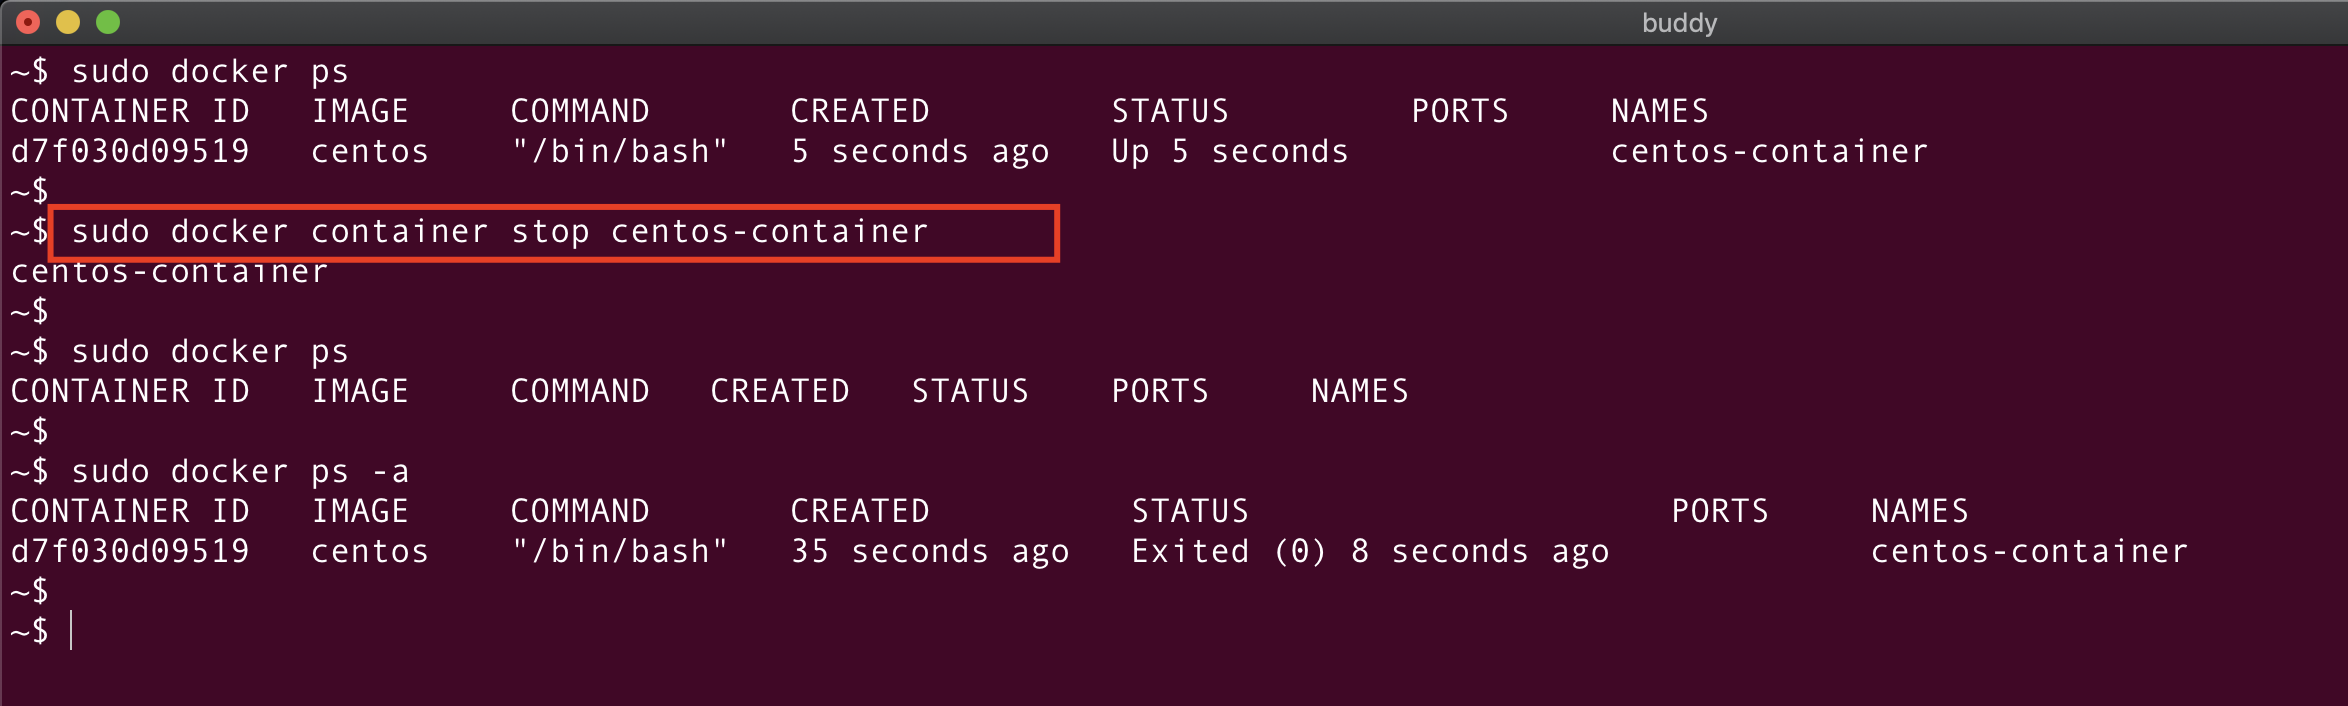 buddy
~$ sudo docker ps
CONTAINER ID   IMAGE     COMMAND       CREATED         STATUS         PORTS     NAMES
d7f030d09519   centos    "/bin/bash"   5 seconds ago   Up 5 seconds             centos-container
~$
~$ sudo docker container stop centos-container
centos-container
~$
~$ sudo docker ps
CONTAINER ID   IMAGE     COMMAND   CREATED   STATUS    PORTS     NAMES
~$
~$ sudo docker ps -a
CONTAINER ID   IMAGE     COMMAND       CREATED          STATUS                     PORTS     NAMES
d7f030d09519   centos    "/bin/bash"   35 seconds ago   Exited (0) 8 seconds ago             centos-container
~$
~$